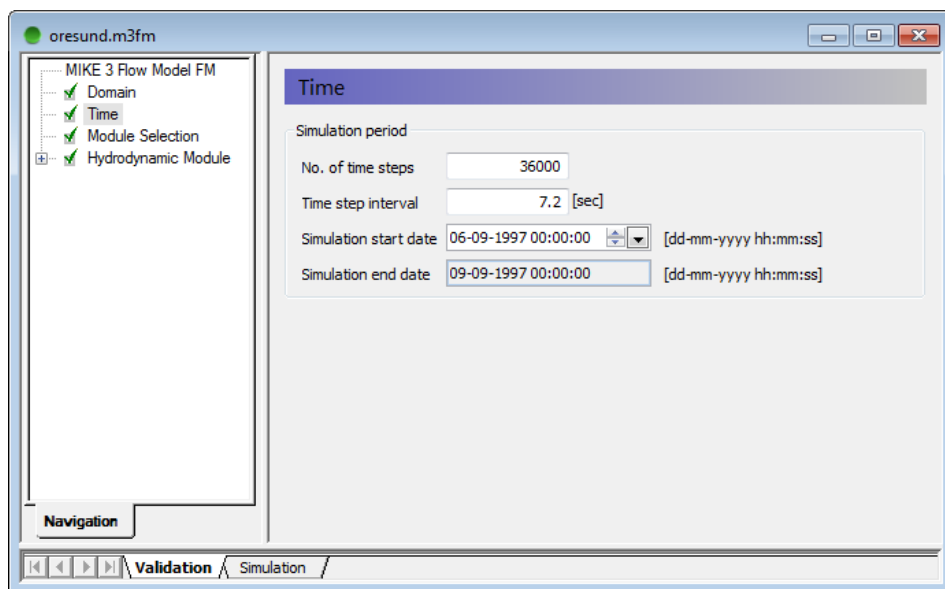 oresund.m3fm
MIKE 3 Flow Model FM
Domain
Time
Module Selection
Hydrodynamic Module
Navigation
Time
Simulation period
No. of time steps 36000
Time step interval 7.2 [sec]
Simulation start date 06-09-1997 00:00:00 [dd-mm-yyyy hh:mm:ss]
Simulation end date 09-09-1997 00:00:00 [dd-mm-yyyy hh:mm:ss]
Validation Simulation